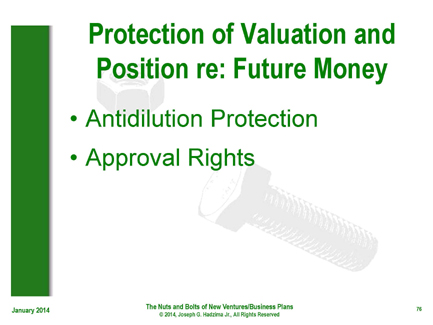 Protection of Valuation and
Position re: Future Money
• Antidilution Protection
• Approval Rights
January 2014
The Nuts and Bolts of New Ventures/Business Plans
© 2014, Joseph G. Hadzima Jr., All Rights Reserved
76